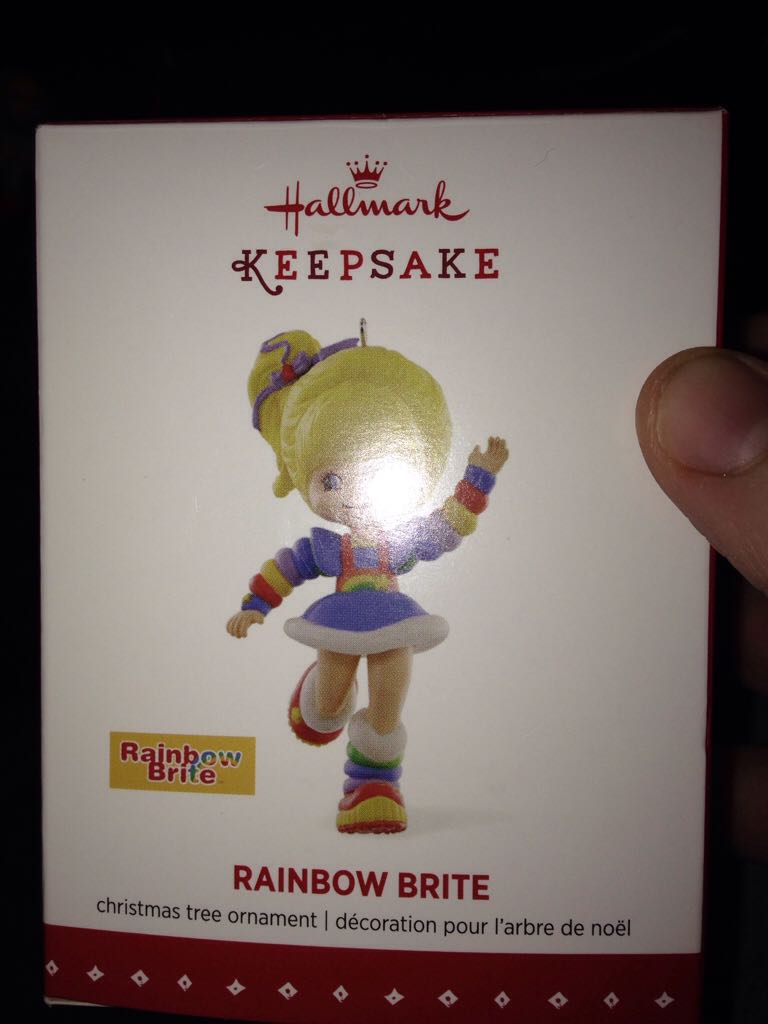 Hallmark
KEEPSAKE
Rainbow
Brite
RAINBOW BRITE
christmas tree ornament | décoration pour l'arbre de noël